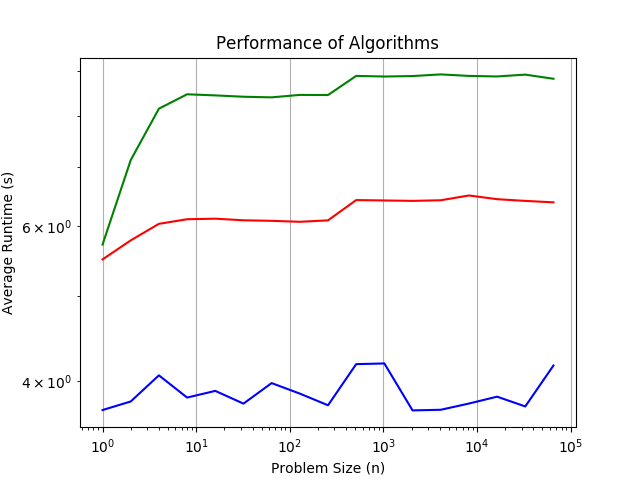 Performance of Algorithms
Average Runtime (s)
6 × 10⁰
4 × 10⁰
10⁰ 10¹ 10² 10³ 10⁴ 10⁵
Problem Size (n)